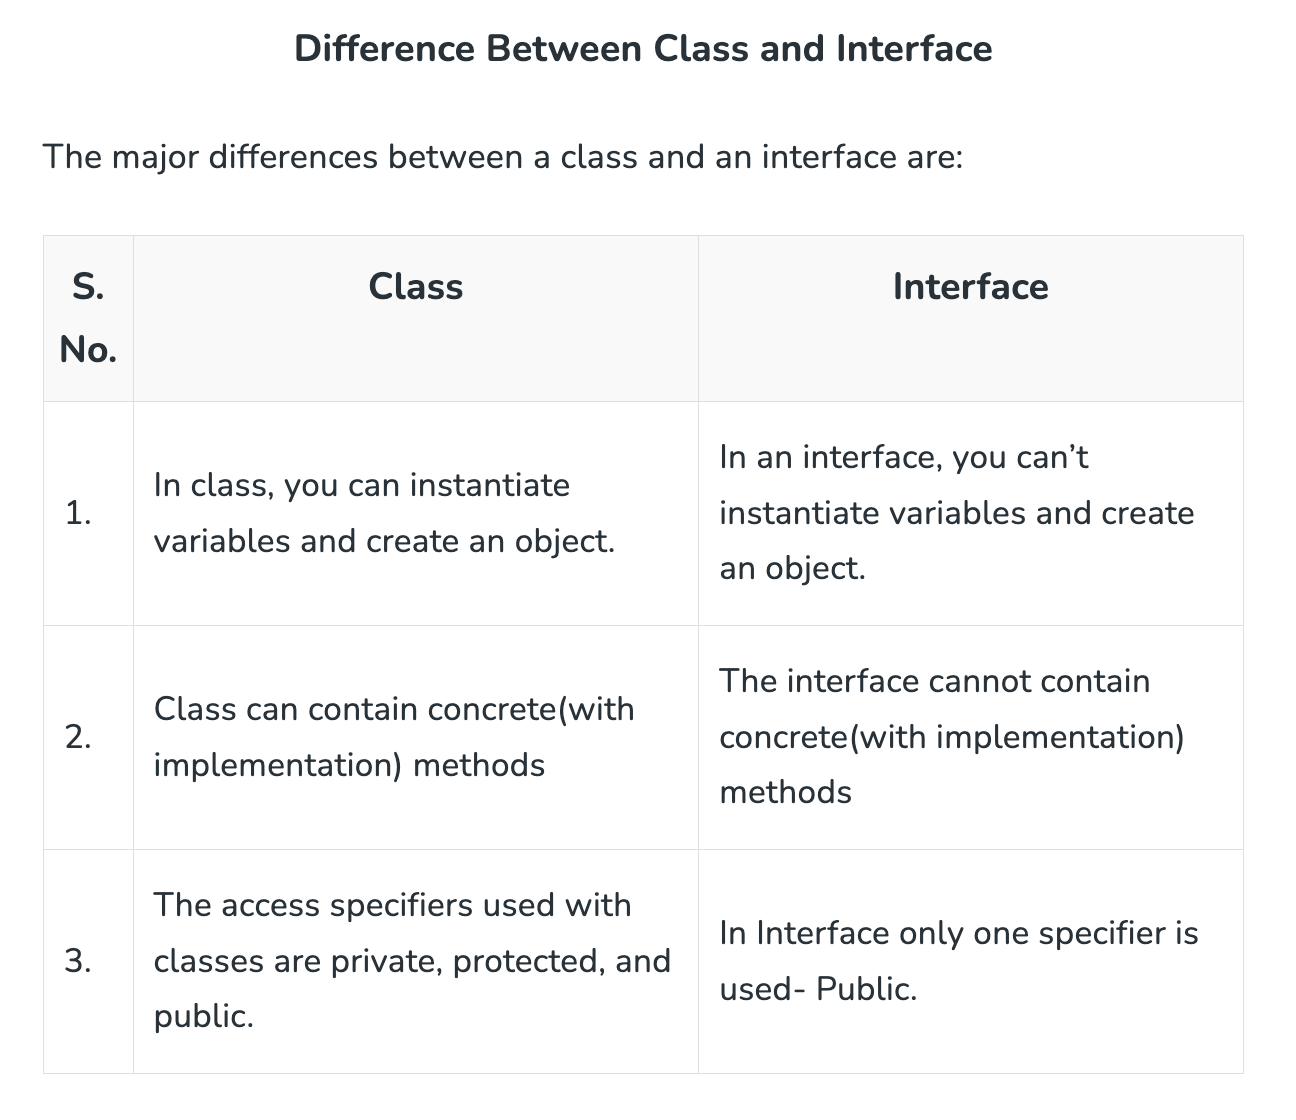 Difference Between Class and Interface
The major differences between a class and an interface are:
S.
No.
Class
Interface
1.
In class, you can instantiate
variables and create an object.
In an interface, you can’t
instantiate variables and create
an object.
2.
Class can contain concrete(with
implementation) methods
The interface cannot contain
concrete(with implementation)
methods
3.
The access specifiers used with
classes are private, protected, and
public.
In Interface only one specifier is
used- Public.